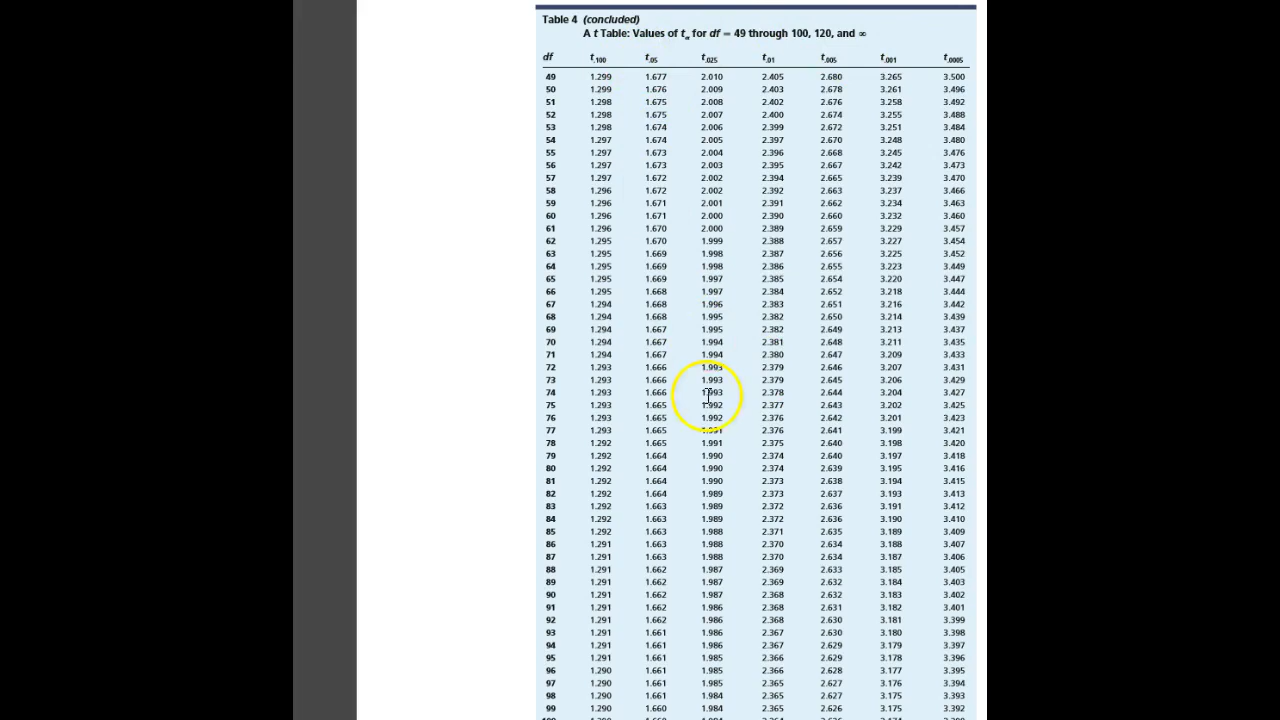 Table 4 (concluded)
A t Table: Values of tα for df = 49 through 100, 120, and ∞
df t.100 t.05 t.025 t.01 t.005 t.001 t.0005
49 1.299 1.677 2.010 2.405 2.680 3.265 3.500
50 1.299 1.676 2.009 2.403 2.678 3.261 3.496
51 1.298 1.675 2.008 2.402 2.676 3.258 3.492
52 1.298 1.675 2.007 2.400 2.674 3.255 3.488
53 1.298 1.674 2.006 2.399 2.672 3.251 3.484
54 1.297 1.674 2.005 2.397 2.670 3.248 3.480
55 1.297 1.673 2.004 2.396 2.668 3.245 3.476
56 1.297 1.673 2.003 2.395 2.667 3.242 3.473
57 1.297 1.672 2.002 2.394 2.665 3.239 3.470
58 1.296 1.672 2.002 2.392 2.663 3.237 3.466
59 1.296 1.671 2.001 2.391 2.662 3.234 3.463
60 1.296 1.671 2.000 2.390 2.660 3.232 3.460
61 1.296 1.670 2.000 2.389 2.659 3.229 3.457
62 1.295 1.670 1.999 2.388 2.657 3.227 3.454
63 1.295 1.669 1.998 2.387 2.656 3.225 3.452
64 1.295 1.669 1.998 2.386 2.655 3.223 3.449
65 1.295 1.669 1.997 2.385 2.654 3.220 3.447
66 1.295 1.668 1.997 2.384 2.652 3.218 3.444
67 1.294 1.668 1.996 2.383 2.651 3.216 3.442
68 1.294 1.668 1.995 2.382 2.650 3.214 3.439
69 1.294 1.667 1.995 2.382 2.649 3.213 3.437
70 1.294 1.667 1.994 2.381 2.648 3.211 3.435
71 1.294 1.667 1.994 2.380 2.647 3.209 3.433
72 1.293 1.666 1.993 2.379 2.646 3.207 3.431
73 1.293 1.666 1.993 2.379 2.645 3.206 3.429
74 1.293 1.666 1.993 2.378 2.644 3.204 3.427
75 1.293 1.665 1.992 2.377 2.643 3.202 3.425
76 1.293 1.665 1.992 2.376 2.642 3.201 3.423
77 1.293 1.665 1.991 2.376 2.641 3.199 3.421
78 1.292 1.665 1.991 2.375 2.640 3.198 3.420
79 1.292 1.664 1.990 2.374 2.640 3.197 3.418
80 1.292 1.664 1.990 2.374 2.639 3.195 3.416
81 1.292 1.664 1.990 2.373 2.638 3.194 3.415
82 1.292 1.664 1.989 2.373 2.637 3.193 3.413
83 1.292 1.663 1.989 2.372 2.636 3.191 3.412
84 1.292 1.663 1.989 2.372 2.636 3.190 3.410
85 1.292 1.663 1.988 2.371 2.635 3.189 3.409
86 1.291 1.663 1.988 2.370 2.634 3.188 3.407
87 1.291 1.663 1.988 2.370 2.634 3.187 3.406
88 1.291 1.662 1.987 2.369 2.633 3.185 3.405
89 1.291 1.662 1.987 2.369 2.632 3.184 3.403
90 1.291 1.662 1.987 2.368 2.632 3.183 3.402
91 1.291 1.662 1.986 2.368 2.631 3.182 3.401
92 1.291 1.662 1.986 2.368 2.630 3.181 3.399
93 1.291 1.661 1.986 2.367 2.630 3.180 3.398
94 1.291 1.661 1.986 2.367 2.629 3.179 3.397
95 1.291 1.661 1.985 2.366 2.629 3.178 3.396
96 1.290 1.661 1.985 2.366 2.628 3.177 3.395
97 1.290 1.661 1.985 2.365 2.627 3.176 3.394
98 1.290 1.661 1.984 2.365 2.627 3.175 3.393
99 1.290 1.660 1.984 2.365 2.626 3.175 3.392